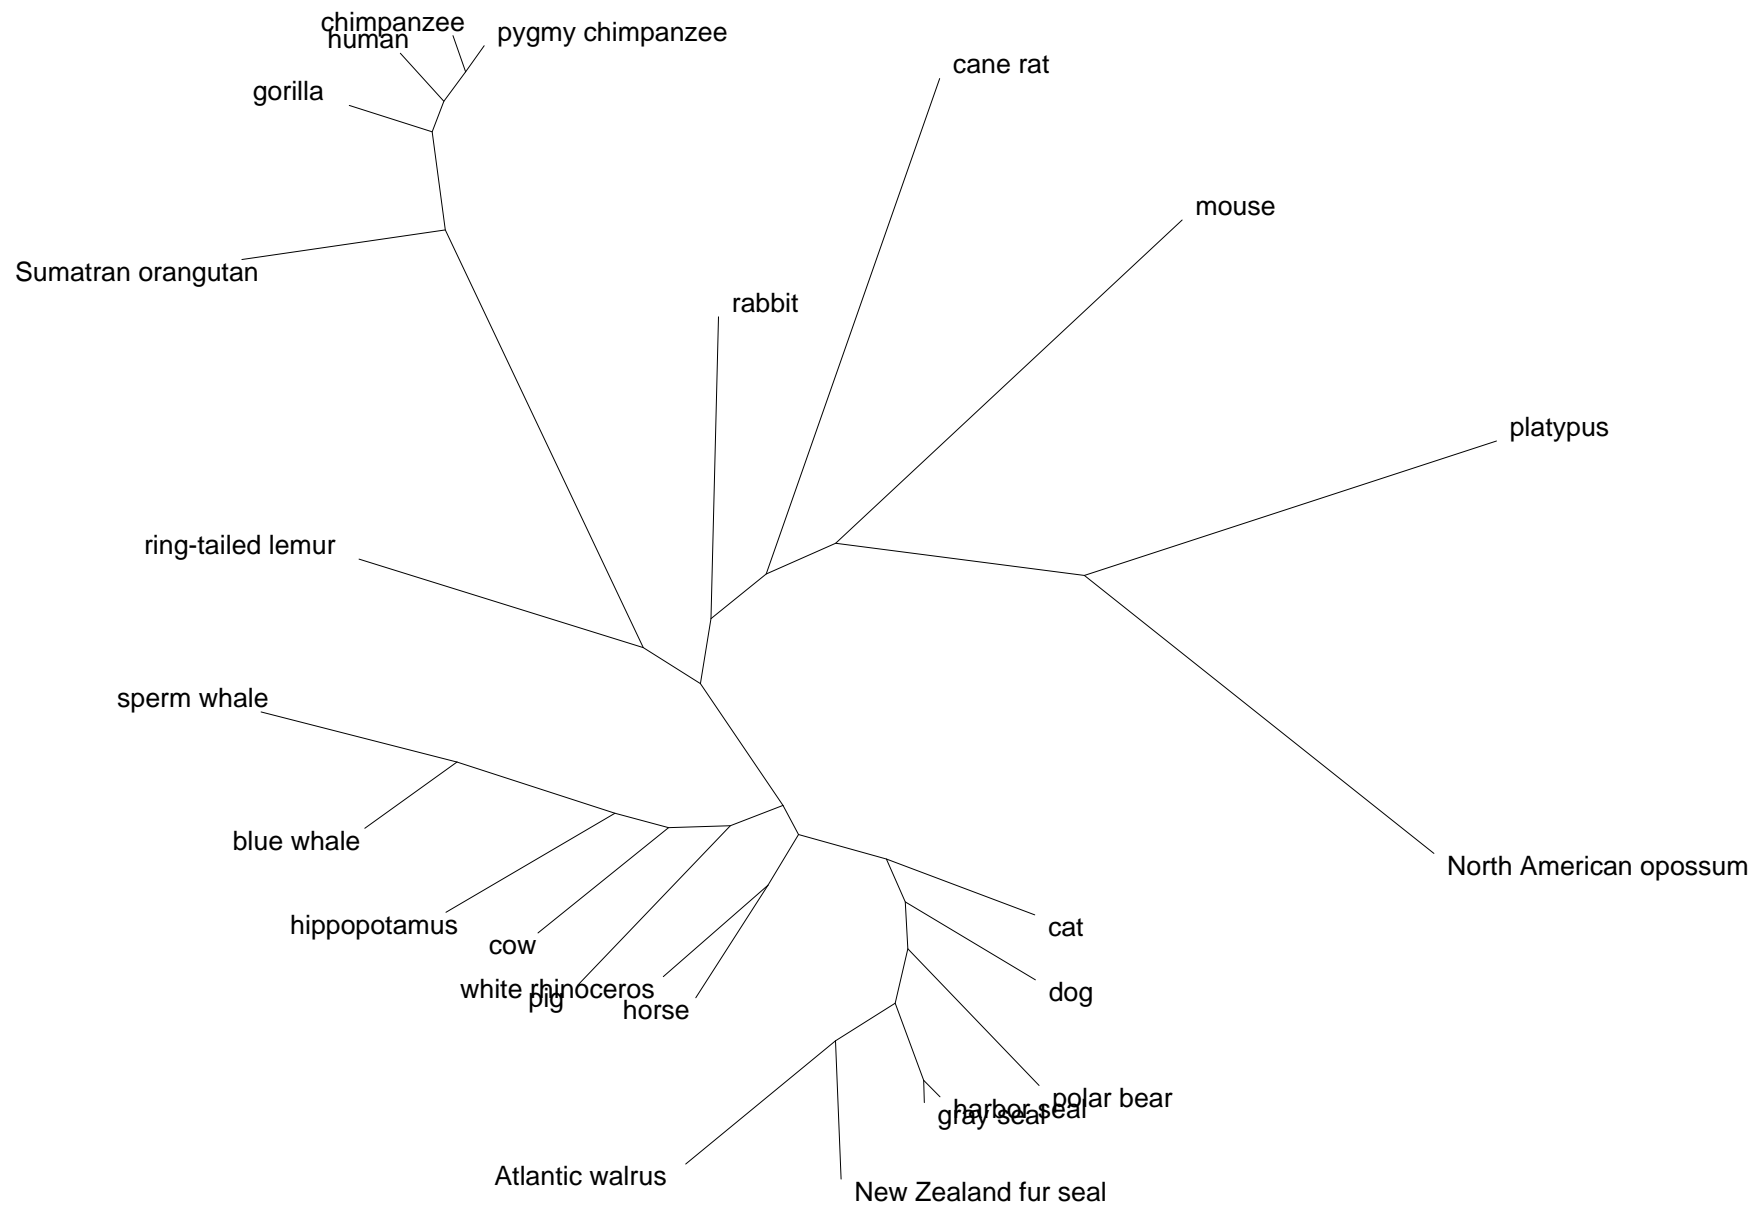 chimpanzee
human
pygmy chimpanzee
cane rat
gorilla
mouse
Sumatran orangutan
rabbit
platypus
ring-tailed lemur
sperm whale
blue whale
North American opossum
hippopotamus
cat
cow
white rhinoceros
pig
dog
horse
polar bear
harbor seal
gray seal
Atlantic walrus
New Zealand fur seal